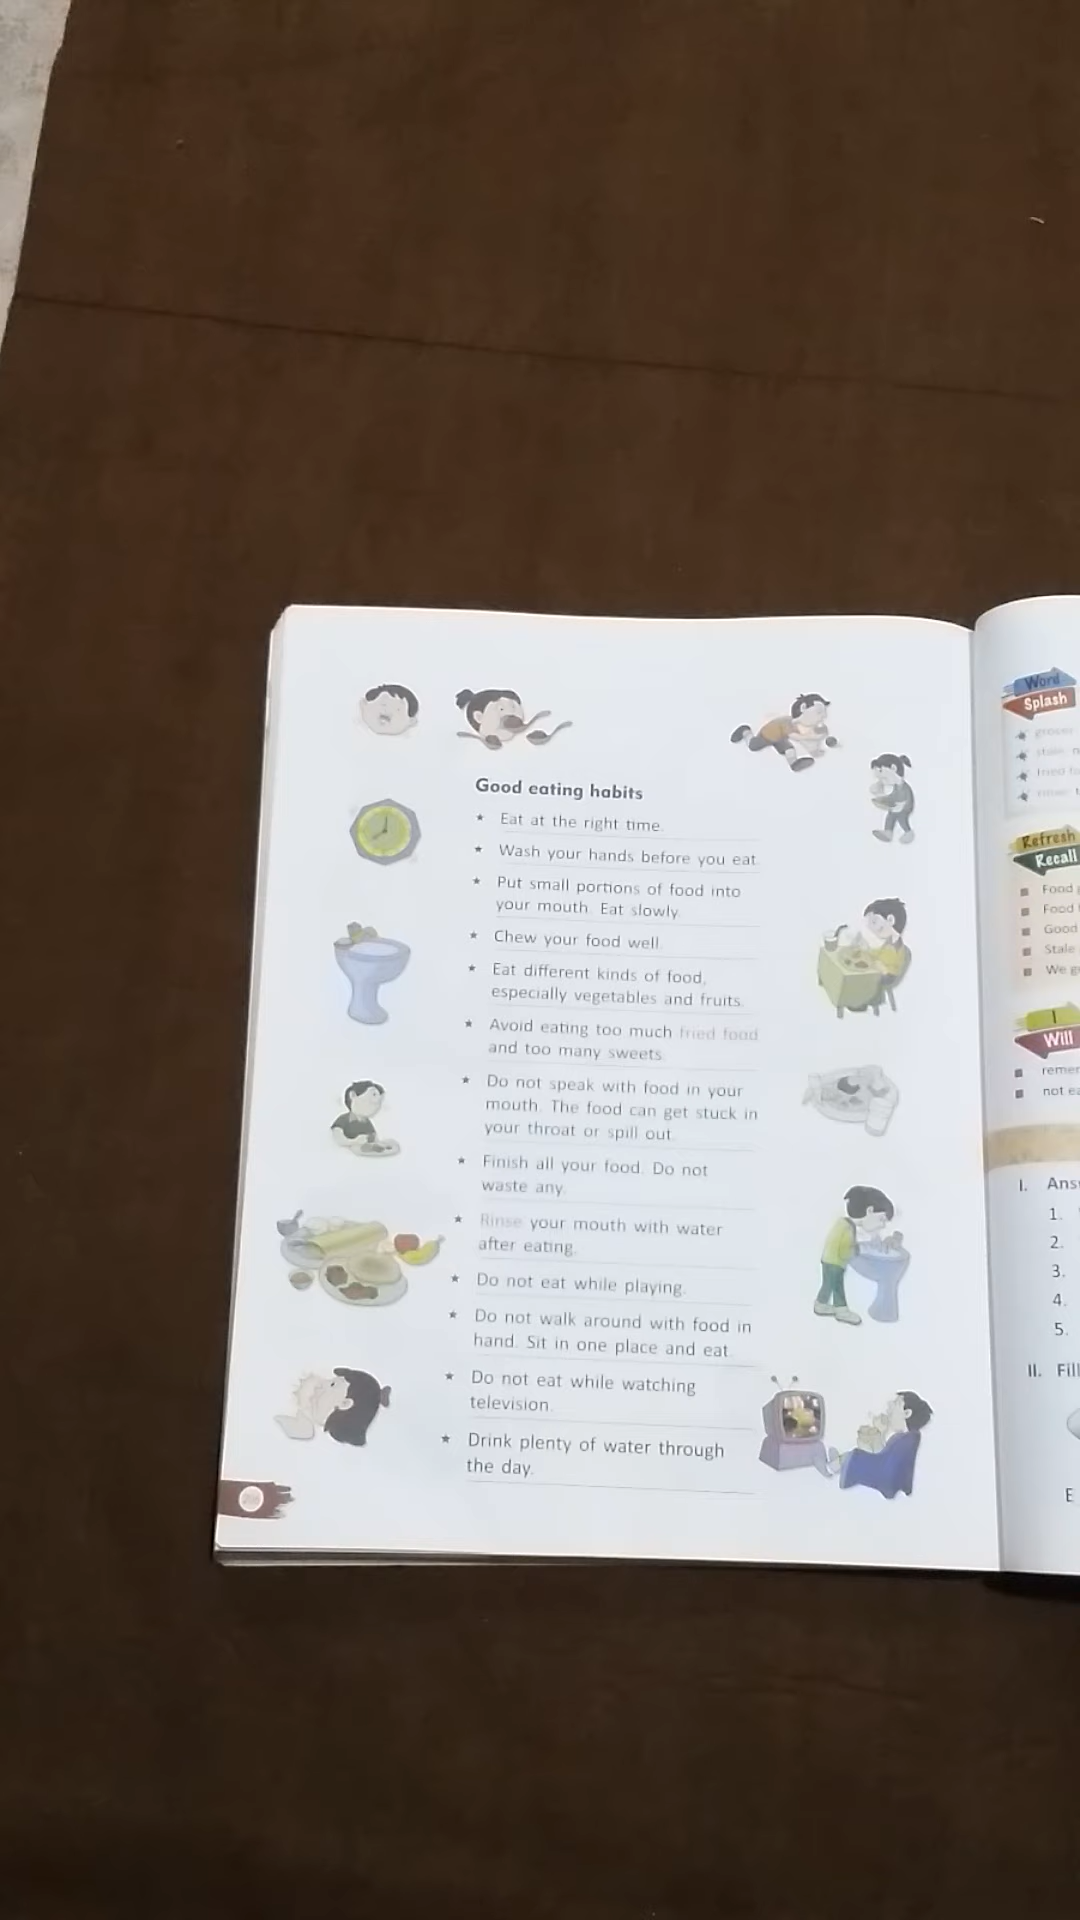 Good eating habits
★ Eat at the right time.
★ Wash your hands before you eat.
★ Put small portions of food into
your mouth. Eat slowly.
★ Chew your food well.
★ Eat different kinds of food,
especially vegetables and fruits.
★ Avoid eating too much fried food
and too many sweets.
★ Do not speak with food in your
mouth. The food can get stuck in
your throat or spill out.
★ Finish all your food. Do not
waste any.
★ Rinse your mouth with water
after eating.
★ Do not eat while playing.
★ Do not walk around with food in
hand. Sit in one place and eat.
★ Do not eat while watching
television.
★ Drink plenty of water through
the day.
Word
Splash
grocer
stale
fried
Refresh
Recall
Food
Food
Good
Stale
We
I
Will
not
I.
1.
2.
3.
4.
5.
II. Fill
E